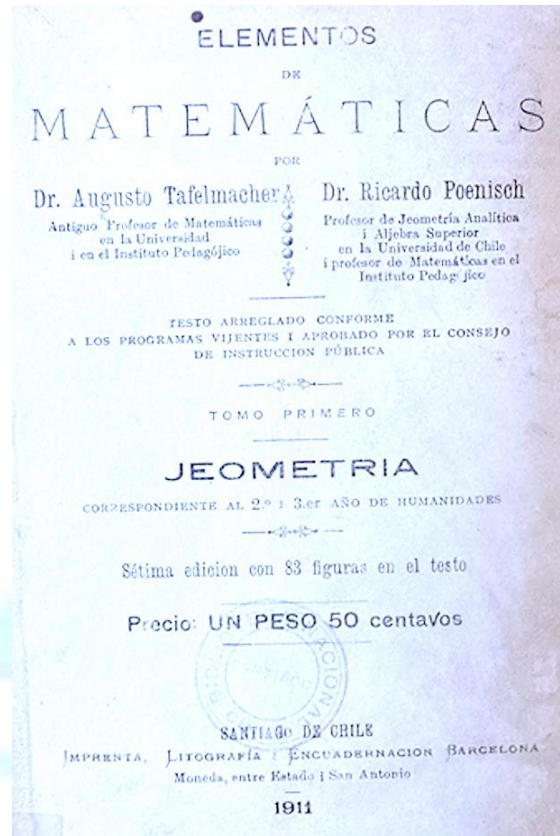 ELEMENTOS
DE
MATEMÁTICAS
POR
Dr. Augusto Tafelmacher
Antiguo Profesor de Matemáticas
en la Universidad
i en el Instituto Pedagójico
Dr. Ricardo Poenisch
Profesor de Jeometría Analítica
i Aljebra Superior
en la Universidad de Chile
i profesor de Matemáticas en el
Instituto Pedagójico
TESTO ARREGLADO CONFORME
A LOS PROGRAMAS VIJENTES I APROBADO POR EL CONSEJO
DE INSTRUCCION PÚBLICA
TOMO PRIMERO
JEOMETRIA
CORRESPONDIENTE AL 2.º i 3.er AÑO DE HUMANIDADES
Sétima edicion con 83 figuras en el testo
Precio: UN PESO 50 centavos
SANTIAGO DE CHILE
IMPRENTA, LITOGRAFÍA I ENCUADERNACION BARCELONA
Moneda, entre Estado i San Antonio
1911